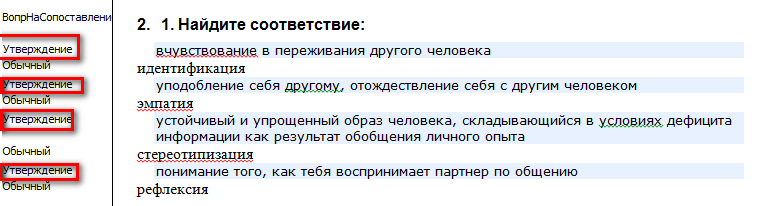 ВопрНаСопоставлени
2. 1. Найдите соответствие:
Утверждение вчувствование в переживания другого человека
Обычный идентификация
Утверждение уподобление себя другому, отождествление себя с другим человеком
Обычный эмпатия
Утверждение устойчивый и упрощенный образ человека, складывающийся в условиях дефицита
информации как результат обобщения личного опыта
Обычный стереотипизация
Утверждение понимание того, как тебя воспринимает партнер по общению
Обычный рефлексия